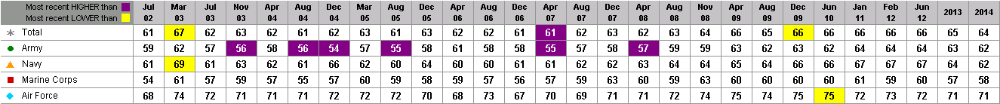 Most recent HIGHER than Jul Mar Jul Nov Apr Aug Dec Mar Aug Dec Apr Aug Dec Apr Aug Dec Apr Aug Nov Apr Aug Dec Jun Jan Feb Jun 2013 2014
Most recent LOWER than 02 03 03 03 04 04 04 05 05 05 06 06 06 07 07 07 08 08 08 09 09 09 10 11 12 12
Total 61 67 62 63 62 61 62 63 61 63 62 62 61 61 62 63 62 63 64 66 65 66 66 66 66 66 65 64
Army 59 62 57 56 58 56 54 57 55 58 61 58 58 55 57 58 57 59 59 63 62 63 62 64 64 64 63 62
Navy 61 69 61 63 62 61 66 62 60 64 60 60 61 62 62 62 63 64 64 65 64 64 66 66 67 67 64 62
Marine Corps 54 61 57 59 57 55 57 60 59 58 59 57 56 57 59 63 60 59 63 60 60 60 60 61 59 60 57 58
Air Force 68 74 72 71 71 71 72 72 72 70 68 73 67 70 69 71 71 72 74 75 74 75 75 72 73 72 71 71